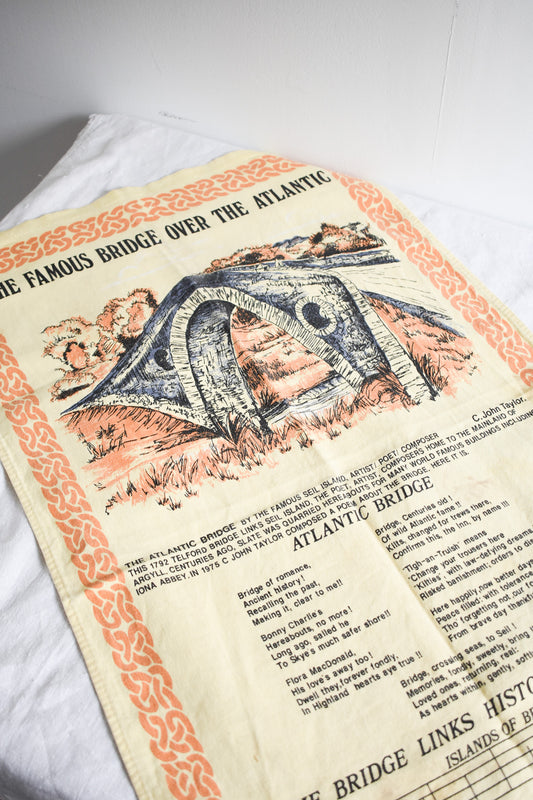 THE FAMOUS BRIDGE OVER THE ATLANTIC
C. John Taylor.
THE ATLANTIC BRIDGE BY THE FAMOUS SEIL ISLAND, ARTIST/ POET/ COMPOSER
THIS 1792 TELFORD BRIDGE LINKS SEIL ISLAND, THE POET, ARTIST, COMPOSERS HOME TO THE MAINLAND OF
ARGYLL. CENTURIES AGO, SLATE WAS QUARRIED HEREABOUTS FOR MANY WORLD FAMOUS BUILDINGS INCLUDING
IONA ABBEY. IN 1975 C JOHN TAYLOR COMPOSED A POEM ABOUT THE BRIDGE. HERE IT IS.
ATLANTIC BRIDGE
Bridge of romance,
Ancient history!
Recalling the past,
Making it, clear to me!!
Bonny Charlie's
Hereabouts, no more!
Long ago, sailed he
To Skye's much safer shore!!
Flora MacDonald,
His love's away too!
Dwell they, forever fondly,
In Highland hearts aye true!!
Bridge, Centuries old!
Of wild Atlantic fame!!
Kilts, changed for trews there,
Confirms this, the Inn, by name!!
"Tigh-an-Truish" means
"Change your trousers here"
"Kilties", with law-defying dreams
Risked banishment; orders to
Here happily, now better days
Peace filled: with tolerance
Tho' forgetting not, our
From brave day thank
Bridge, crossing seas, to Seil!
Memories, fondly, sweetly, bring
Loved ones, returning, real;
As hearts within, gently, soft
THE BRIDGE LINKS HISTO
ISLANDS OF